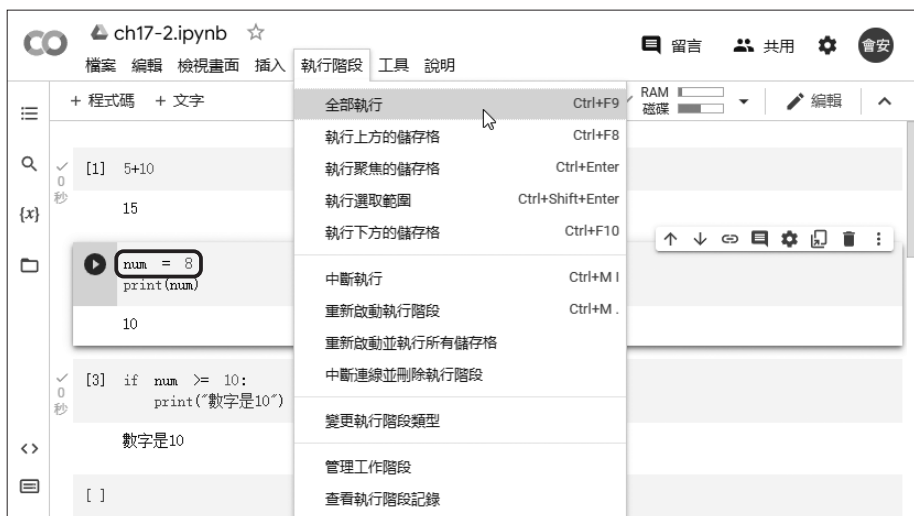 ch17-2.ipynb
留言 共用 會安
檔案 編輯 檢視畫面 插入 執行階段 工具 說明
+ 程式碼 + 文字
RAM
磁碟
編輯
全部執行 Ctrl+F9
執行上方的儲存格 Ctrl+F8
執行聚焦的儲存格 Ctrl+Enter
執行選取範圍 Ctrl+Shift+Enter
執行下方的儲存格 Ctrl+F10
中斷執行 Ctrl+M I
重新啟動執行階段 Ctrl+M .
重新啟動並執行所有儲存格
中斷連線並刪除執行階段
變更執行階段類型
管理工作階段
查看執行階段記錄
{x}
0
秒
[1] 5+10
15
num = 8
print(num)
10
0
秒
[3] if num >= 10:
print("數字是10")
數字是10
[ ]